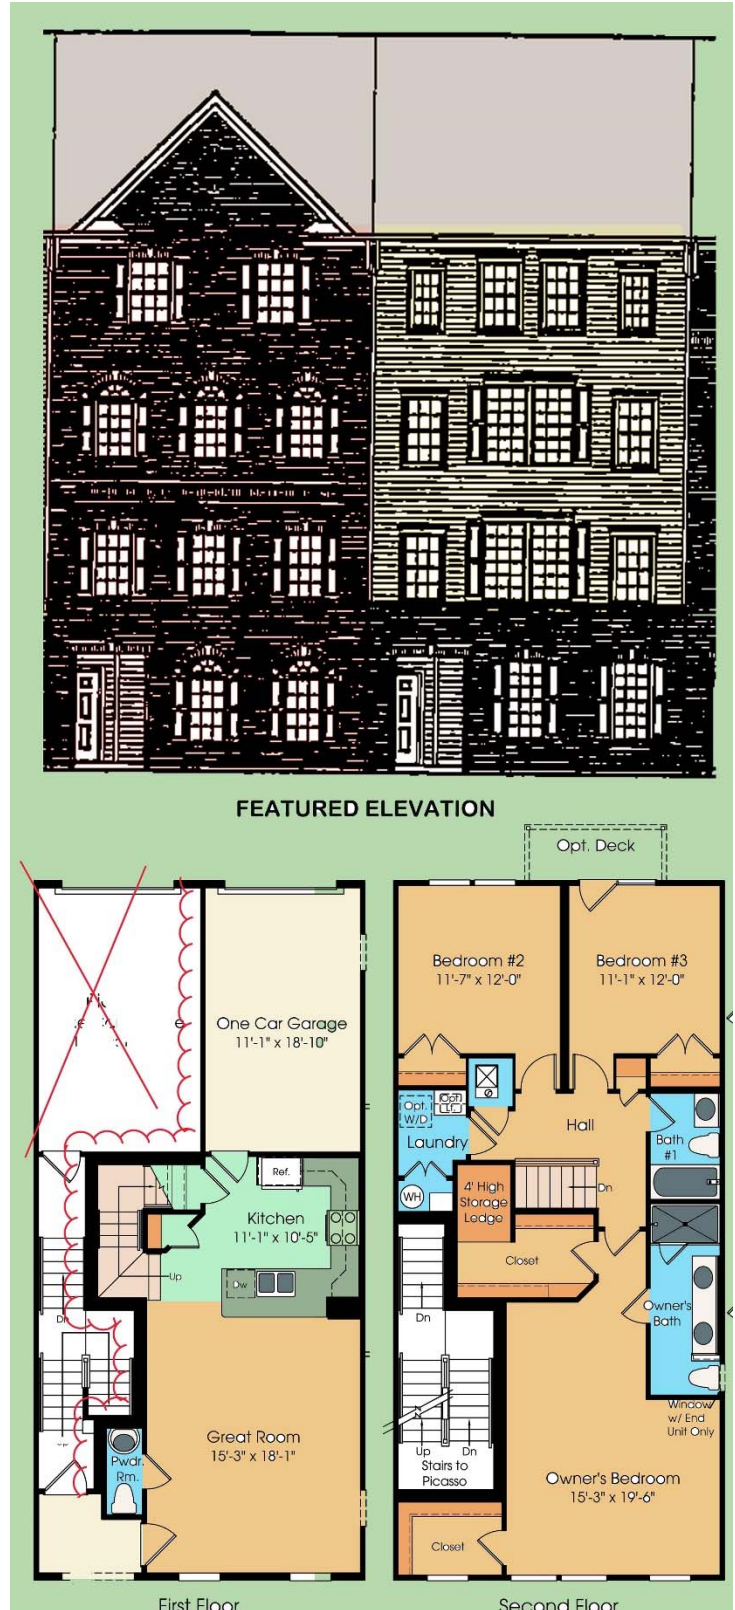 FEATURED ELEVATION
Opt. Deck
Bedroom #2
11'-7" x 12'-0"
Bedroom #3
11'-1" x 12'-0"
One Car Garage
11'-1" x 18'-10"
Opt.
W/D
Opt.
Laundry
Hall
Bath
#1
WH
4' High
Storage
Ledge
Dn
Closet
Ref.
Kitchen
11'-1" x 10'-5"
Up
Dw
Dn
Dn
Owner's
Bath
Window
w/ End
Unit Only
Great Room
15'-3" x 18'-1"
Pwdr.
Rm.
Up
Dn
Stairs to
Picasso
Owner's Bedroom
15'-3" x 19'-6"
Closet
First Floor
Second Floor